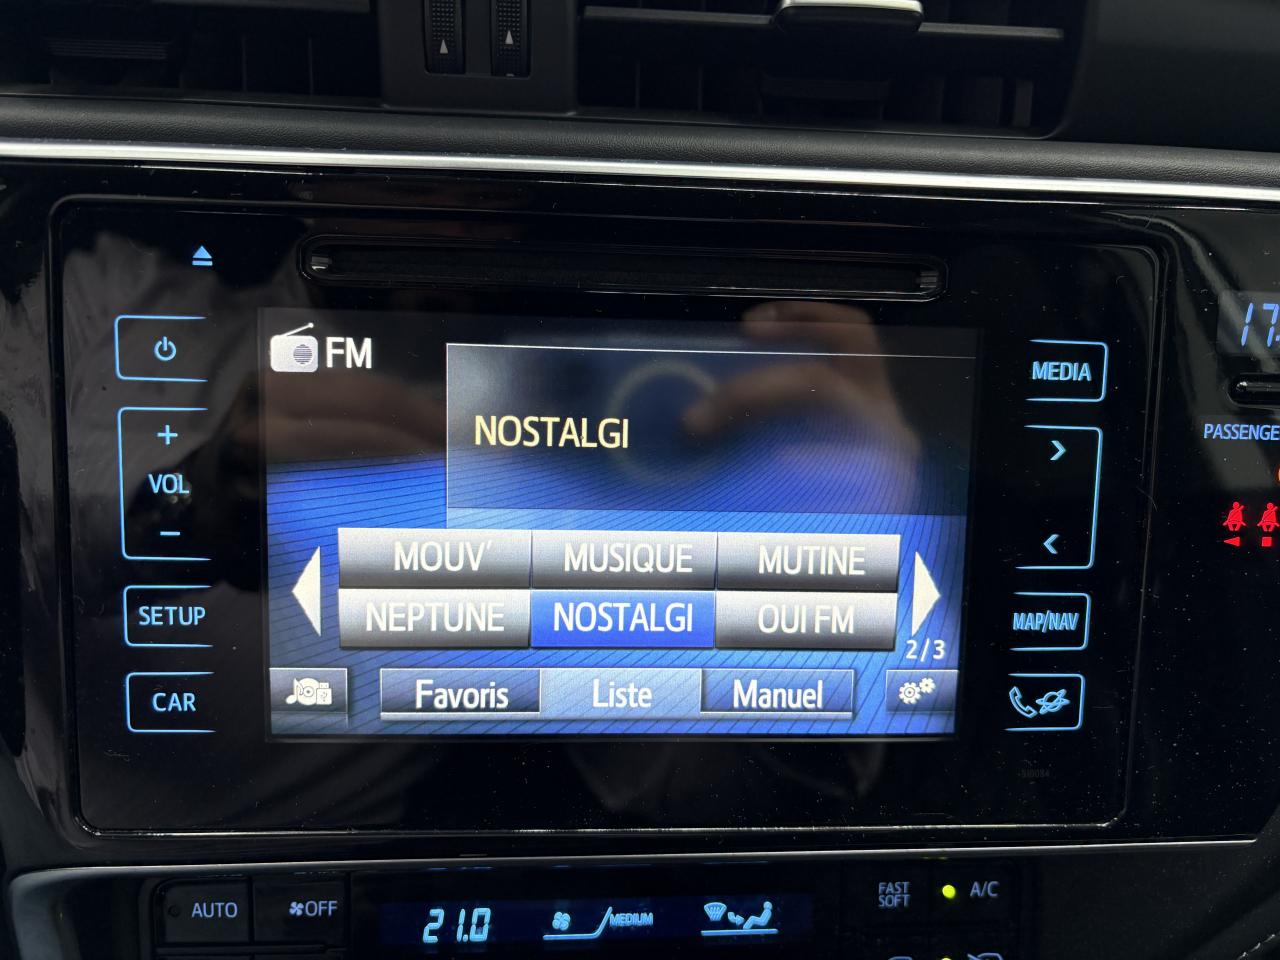 FM
NOSTALGI
MOUV' MUSIQUE MUTINE
NEPTUNE NOSTALGI OUI FM
2/3
Favoris Liste Manuel
+
VOL
−
SETUP
CAR
MEDIA
MAP/NAV
17
PASSENGE
AUTO
OFF
21.0
MEDIUM
FAST
SOFT
A/C